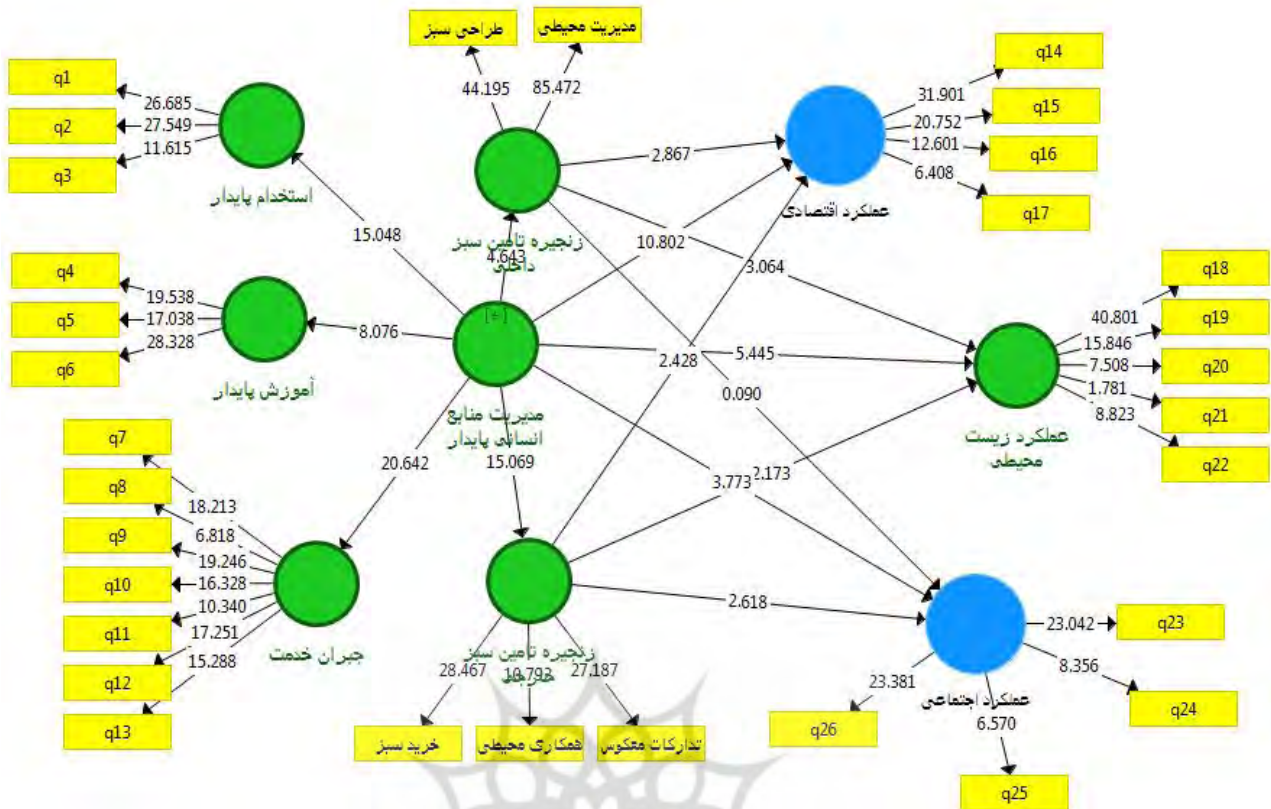 طراحی سبز
مدیریت محیطی
44.195
85.472
q1
q2
q3
26.685
27.549
11.615
استخدام پایدار
q14
q15
q16
q17
31.901
20.752
12.601
6.408
عملکرد اقتصادی
زنجیره تامین سبز
داخلی
2.867
15.048
4.643
10.802
3.064
q4
q5
q6
19.538
17.038
28.328
آموزش پایدار
8.076
[+]
مدیریت منابع
انسانی پایدار
2.428
5.445
0.090
q18
q19
q20
q21
q22
40.801
15.846
7.508
1.781
8.823
عملکرد زیست
محیطی
20.642
15.069
3.773
2.173
q7
q8
q9
q10
q11
q12
q13
18.213
6.818
19.246
16.328
10.340
17.251
15.288
جبران خدمت
زنجیره تامین سبز
2.618
28.467
10.793
27.187
خرید سبز
همکاری محیطی
تدارکات معکوس
عملکرد اجتماعی
23.042
8.356
6.570
23.381
q23
q24
q25
q26